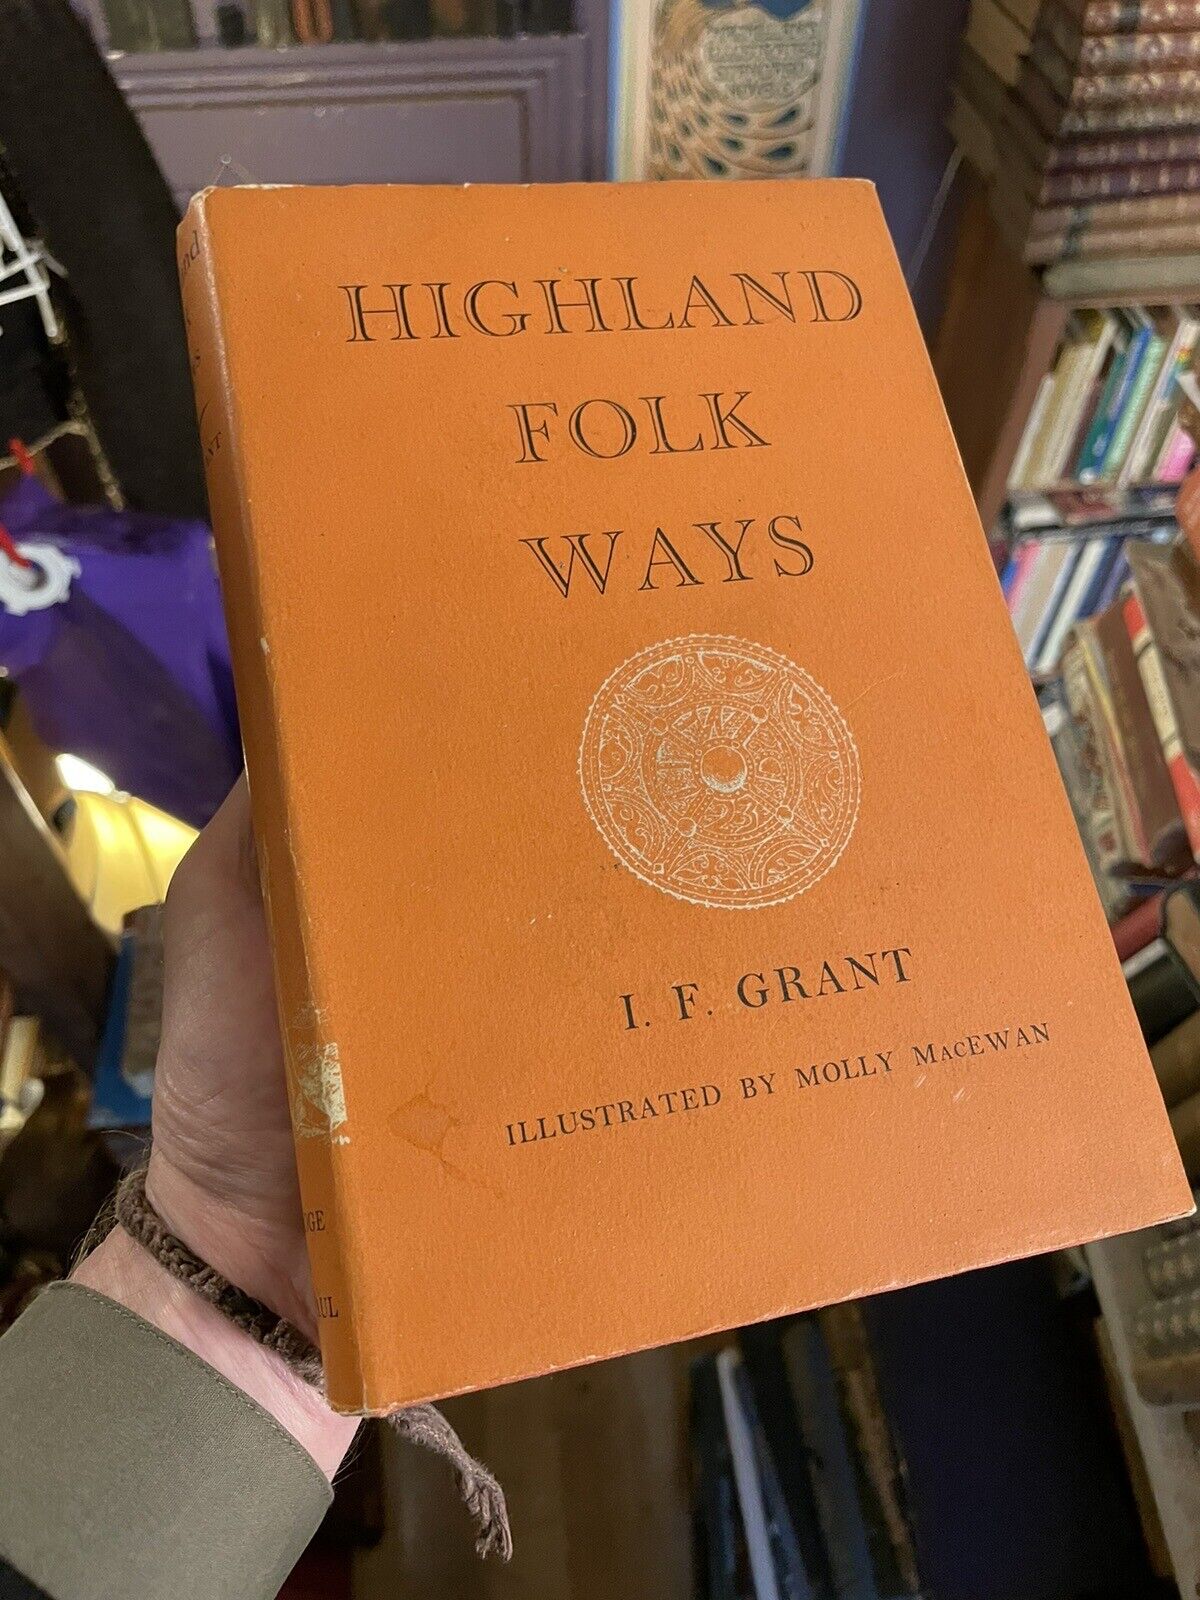 HIGHLAND
FOLK
WAYS
I. F. GRANT
ILLUSTRATED BY MOLLY MACEWAN